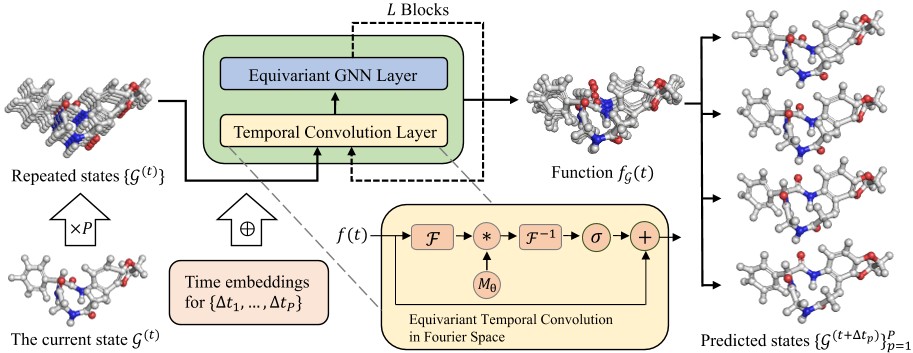 L Blocks
Equivariant GNN Layer
Temporal Convolution Layer
Repeated states {𝒢^(t)}
Function f_𝒢(t)
×P
⊕
f(t)
ℱ
*
ℱ⁻¹
σ
+
M_θ
Time embeddings
for {Δt₁, …, Δt_P}
Equivariant Temporal Convolution
in Fourier Space
The current state 𝒢^(t)
Predicted states {𝒢^(t+Δt_p)}_{p=1}^P